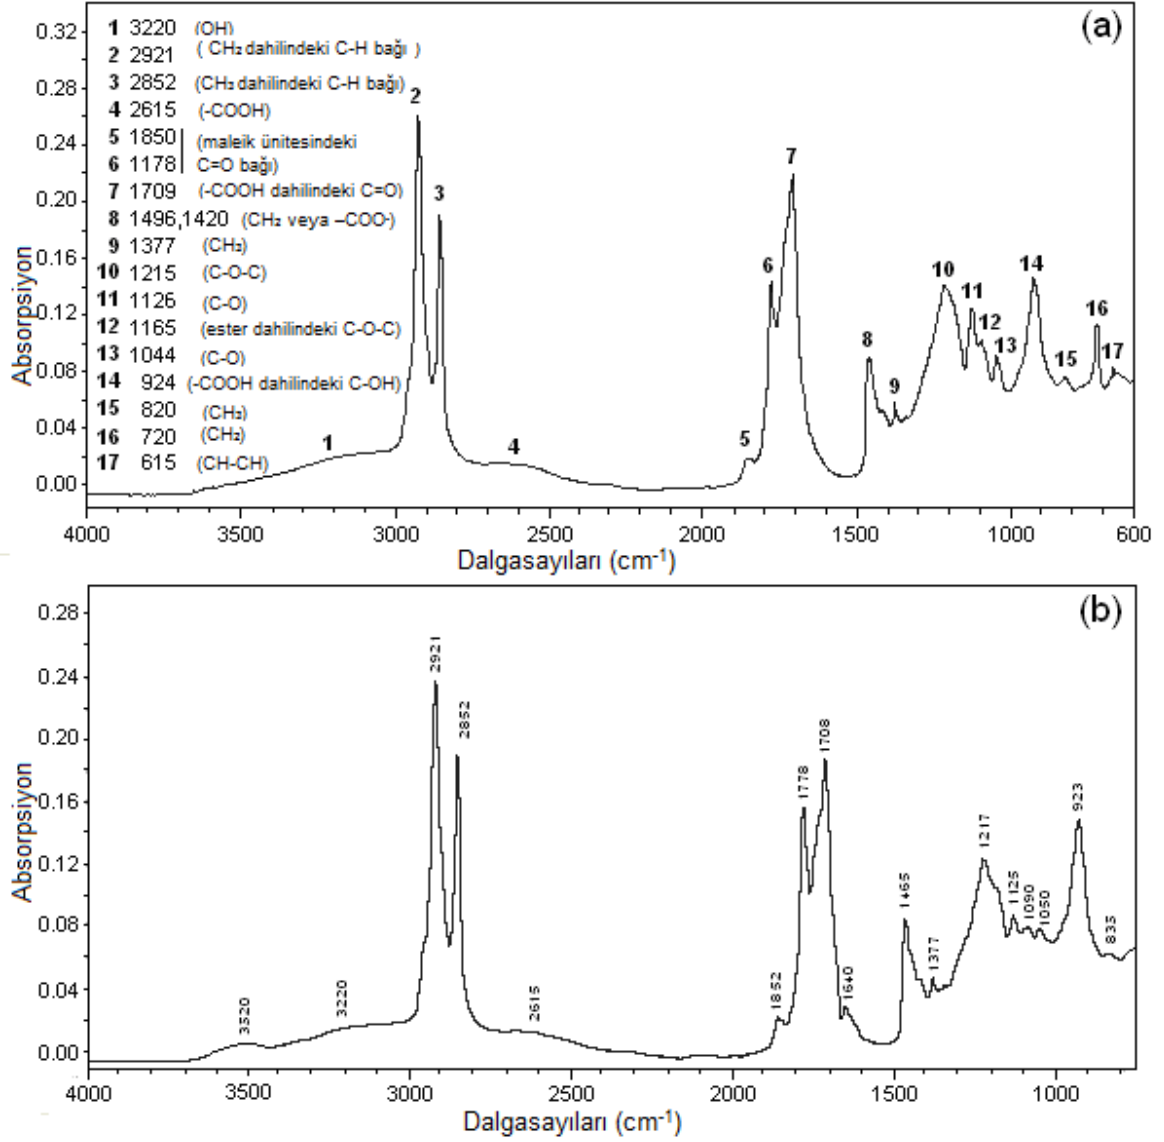 (a)
0.32
0.28
0.24
0.20
0.16
0.12
0.08
0.04
0.00
Absorpsiyon
1 3220 (OH)
2 2921 ( CH₂ dahilindeki C-H bağı )
3 2852 (CH₂ dahilindeki C-H bağı)
4 2615 (-COOH)
5 1850 (maleik ünitesindeki
6 1178 C=O bağı)
7 1709 (-COOH dahilindeki C=O)
8 1496,1420 (CH₂ veya –COO-)
9 1377 (CH₂)
10 1215 (C-O-C)
11 1126 (C-O)
12 1165 (ester dahilindeki C-O-C)
13 1044 (C-O)
14 924 (-COOH dahilindeki C-OH)
15 820 (CH₂)
16 720 (CH₂)
17 615 (CH-CH)
1 2 3 4 5 6 7 8 9 10 11 12 13 14 15 16 17
4000 3500 3000 2500 2000 1500 1000 600
Dalgasayıları (cm-1)
(b)
0.28
0.24
0.20
0.16
0.12
0.08
0.04
0.00
Absorpsiyon
3520 3220 2921 2852 2615 1852 1778 1708 1640 1465 1377 1217 1125 1090 1050 923 835
4000 3500 3000 2500 2000 1500 1000
Dalgasayıları (cm-1)